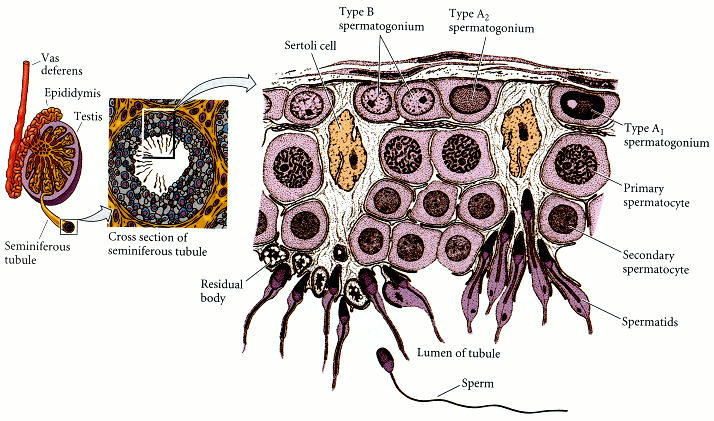 Vas
deferens
Epididymis
Testis
Seminiferous
tubule
Cross section of
seminiferous tubule
Type B
spermatogonium
Type A2
spermatogonium
Sertoli cell
Type A1
spermatogonium
Primary
spermatocyte
Secondary
spermatocyte
Residual
body
Spermatids
Lumen of tubule
Sperm